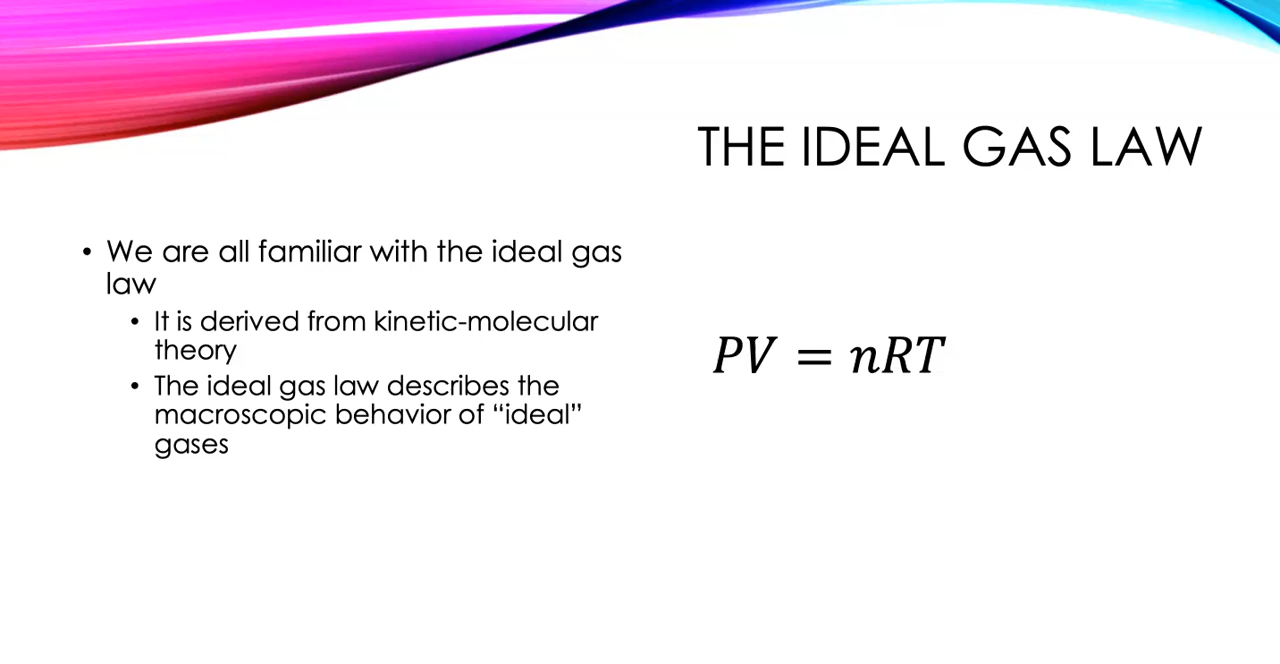 THE IDEAL GAS LAW
• We are all familiar with the ideal gas
law
• It is derived from kinetic-molecular
theory
• The ideal gas law describes the
macroscopic behavior of “ideal”
gases
PV = nRT